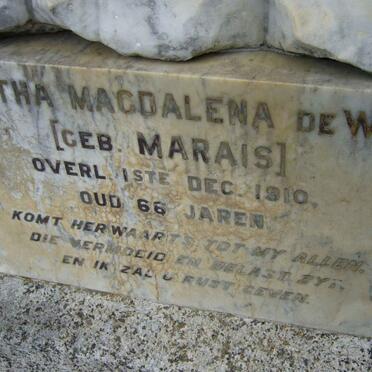 THA MAGDALENA DE W
[GEB. MARAIS]
OVERL. 1STE DEC. 1910.
OUD 66 JAREN.
KOMT HERWAARTS TOT MY ALLEN,
DIE VERMOEID EN BELAST ZYT,
EN IK ZAL U RUST GEVEN.